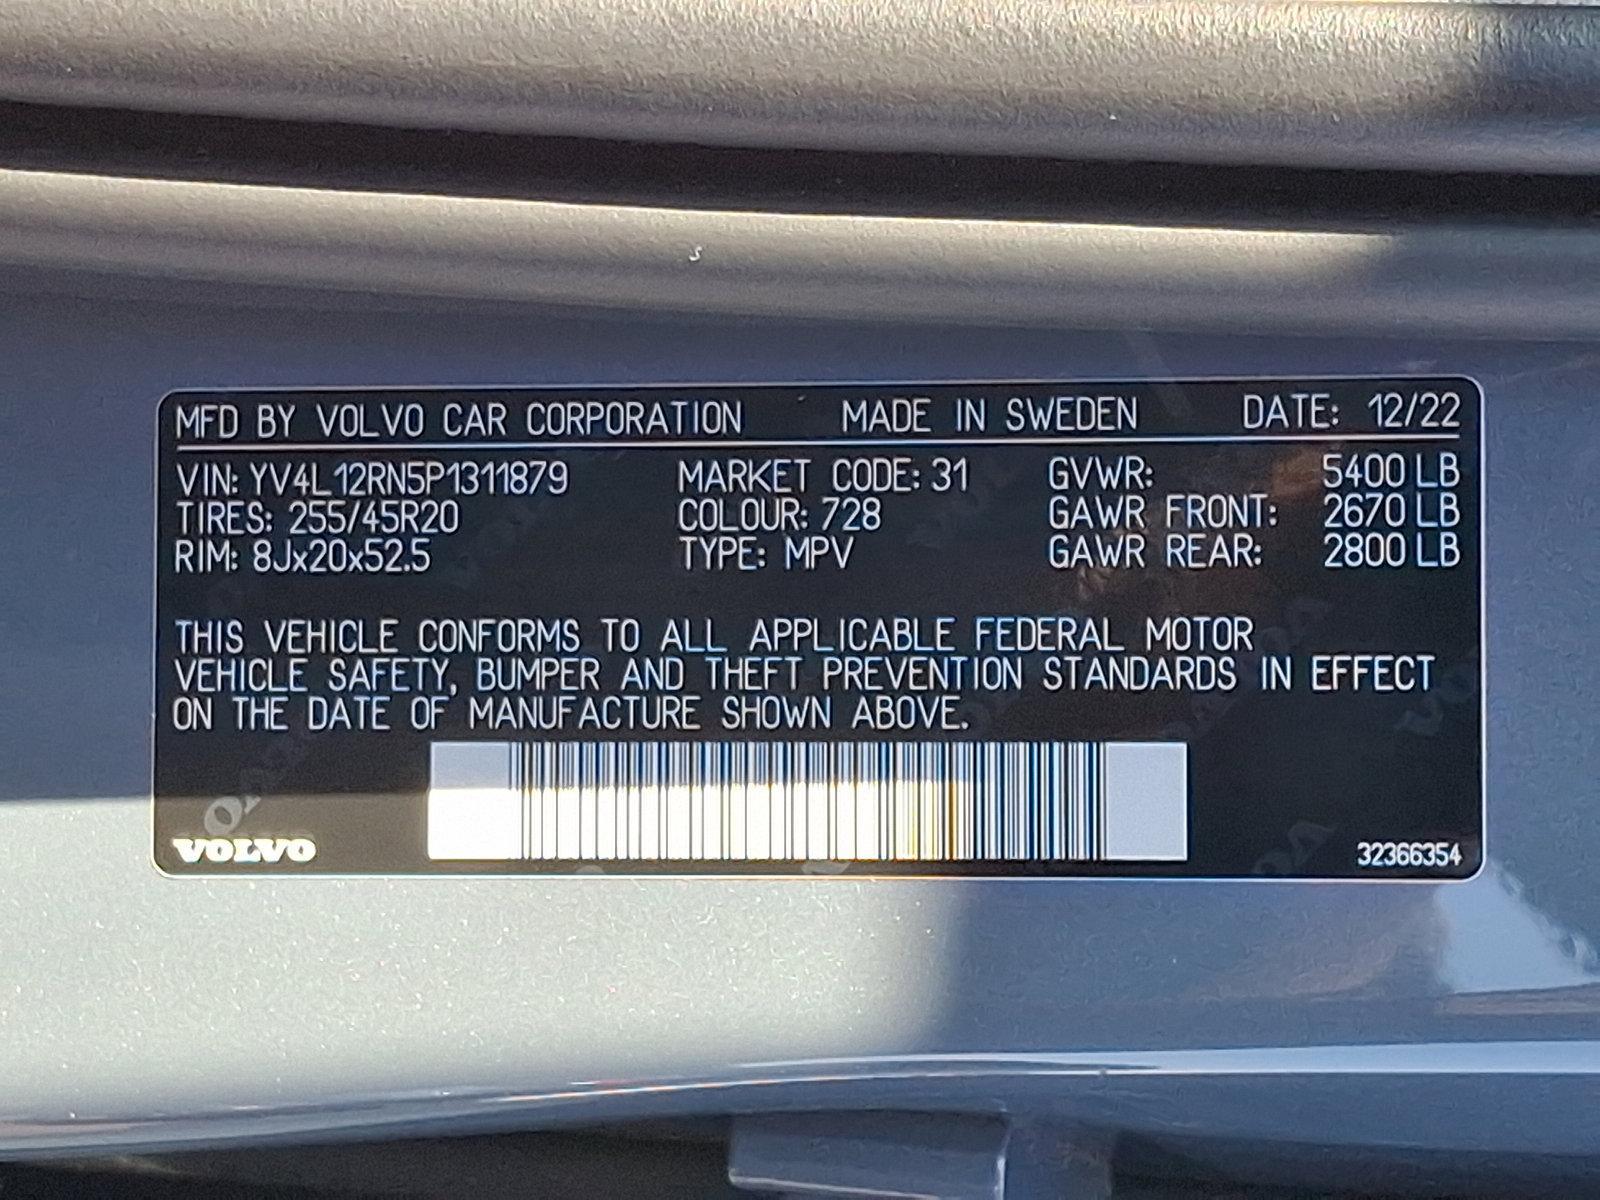 MFD BY VOLVO CAR CORPORATION MADE IN SWEDEN DATE: 12/22
VIN: YV4L12RN5P1311879 MARKET CODE: 31 GVWR: 5400 LB
TIRES: 255/45R20 COLOUR: 728 GAWR FRONT: 2670 LB
RIM: 8Jx20x52.5 TYPE: MPV GAWR REAR: 2800 LB
THIS VEHICLE CONFORMS TO ALL APPLICABLE FEDERAL MOTOR
VEHICLE SAFETY, BUMPER AND THEFT PREVENTION STANDARDS IN EFFECT
ON THE DATE OF MANUFACTURE SHOWN ABOVE.
VOLVO 32366354